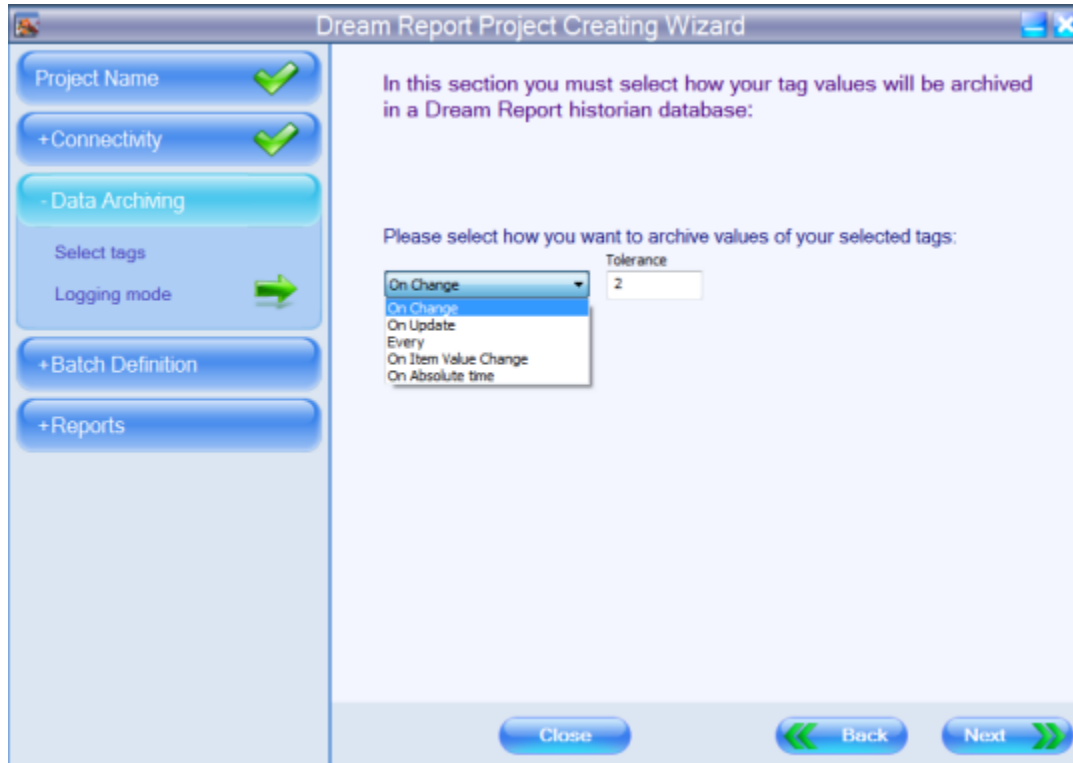 Dream Report Project Creating Wizard
Project Name
+Connectivity
- Data Archiving
Select tags
Logging mode
+Batch Definition
+Reports
In this section you must select how your tag values will be archived
in a Dream Report historian database:
Please select how you want to archive values of your selected tags:
Tolerance
On Change
2
On Change
On Update
Every
On Item Value Change
On Absolute time
Close
Back
Next